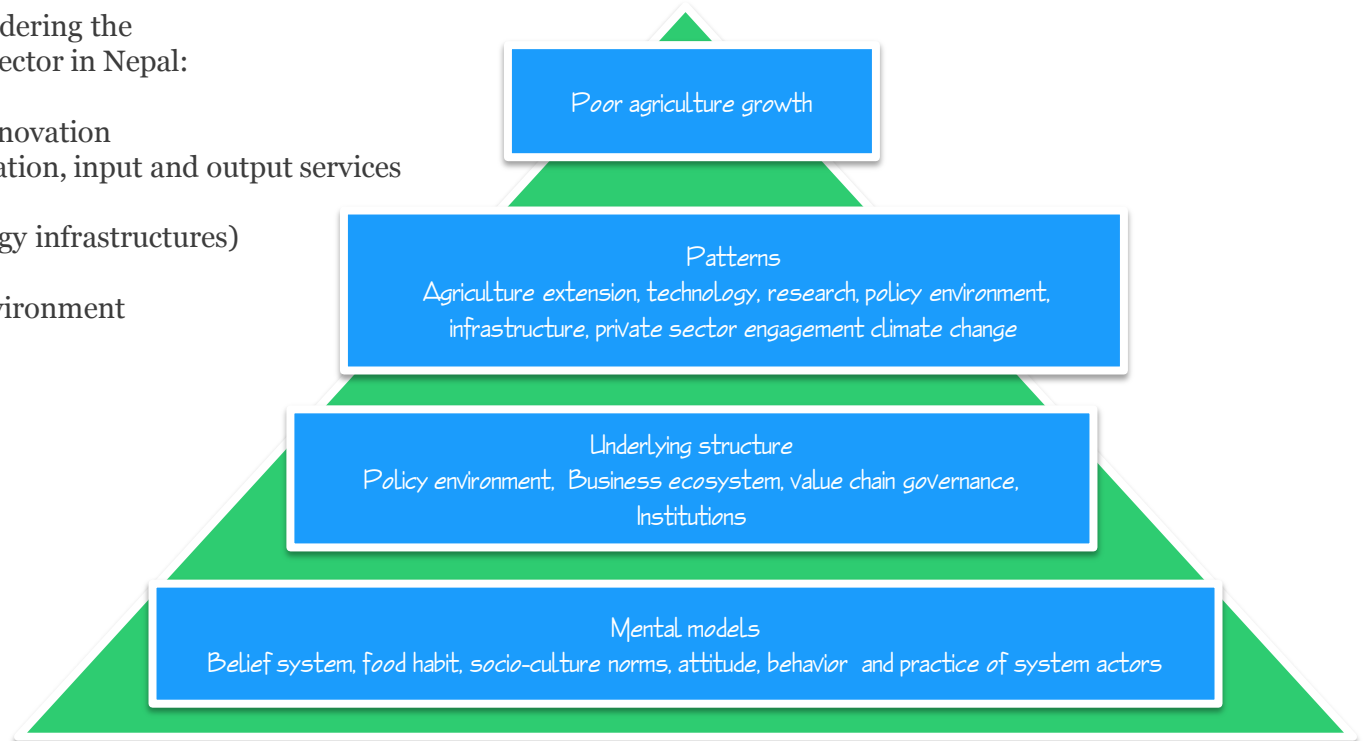 dering the
ector in Nepal:
novation
ation, input and output services
gy infrastructures)
vironment
Poor agriculture growth
Patterns
Agriculture extension, technology, research, policy environment,
infrastructure, private sector engagement climate change
Underlying structure
Policy environment,  Business ecosystem, value chain governance,
Institutions
Mental models
Belief system, food habit, socio-culture norms, attitude, behavior  and practice of system actors